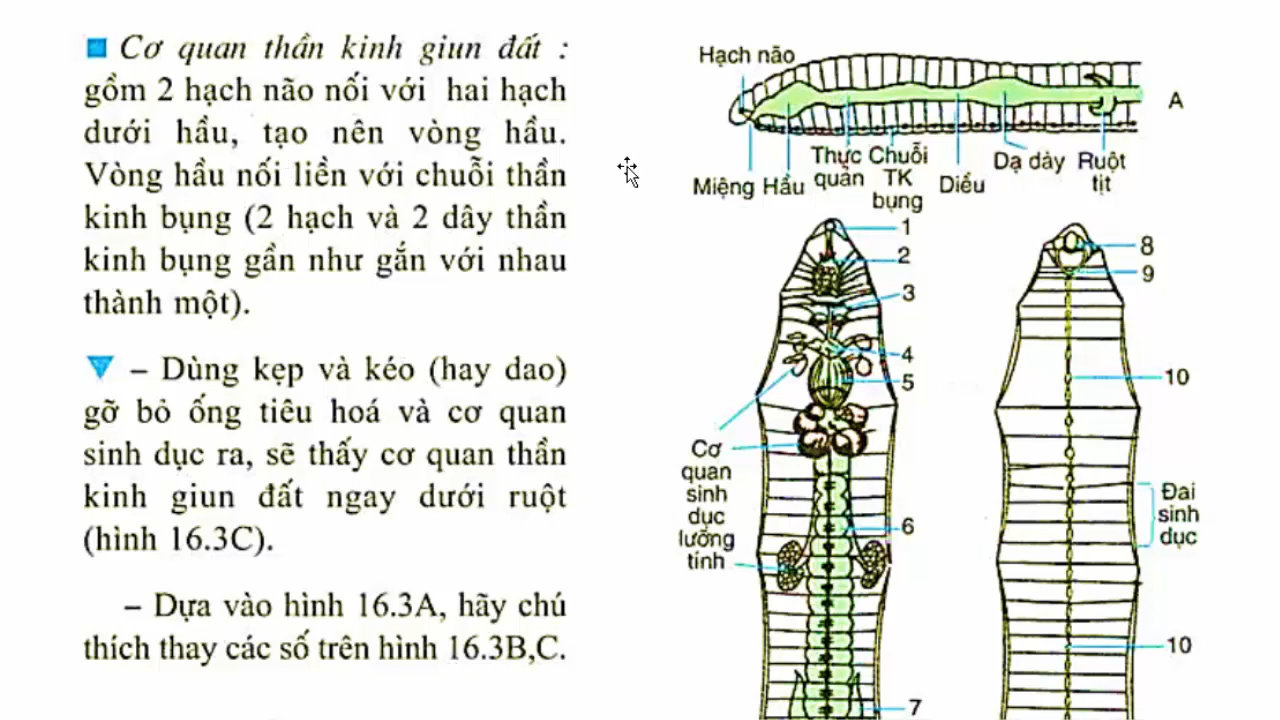 Cơ quan thần kinh giun đất :
gồm 2 hạch não nối với hai hạch
dưới hầu, tạo nên vòng hầu.
Vòng hầu nối liền với chuỗi thần
kinh bụng (2 hạch và 2 dây thần
kinh bụng gần như gắn với nhau
thành một).
– Dùng kẹp và kéo (hay dao)
gỡ bỏ ống tiêu hoá và cơ quan
sinh dục ra, sẽ thấy cơ quan thần
kinh giun đất ngay dưới ruột
(hình 16.3C).
– Dựa vào hình 16.3A, hãy chú
thích thay các số trên hình 16.3B,C.
Hạch não
A
Miệng
Hầu
Thực
quản
Chuỗi
TK
bụng
Diều
Dạ dày
Ruột
tịt
1
2
3
4
5
Cơ
quan
sinh
dục
lưỡng
tính
6
7
8
9
10
Đai
sinh
dục
10